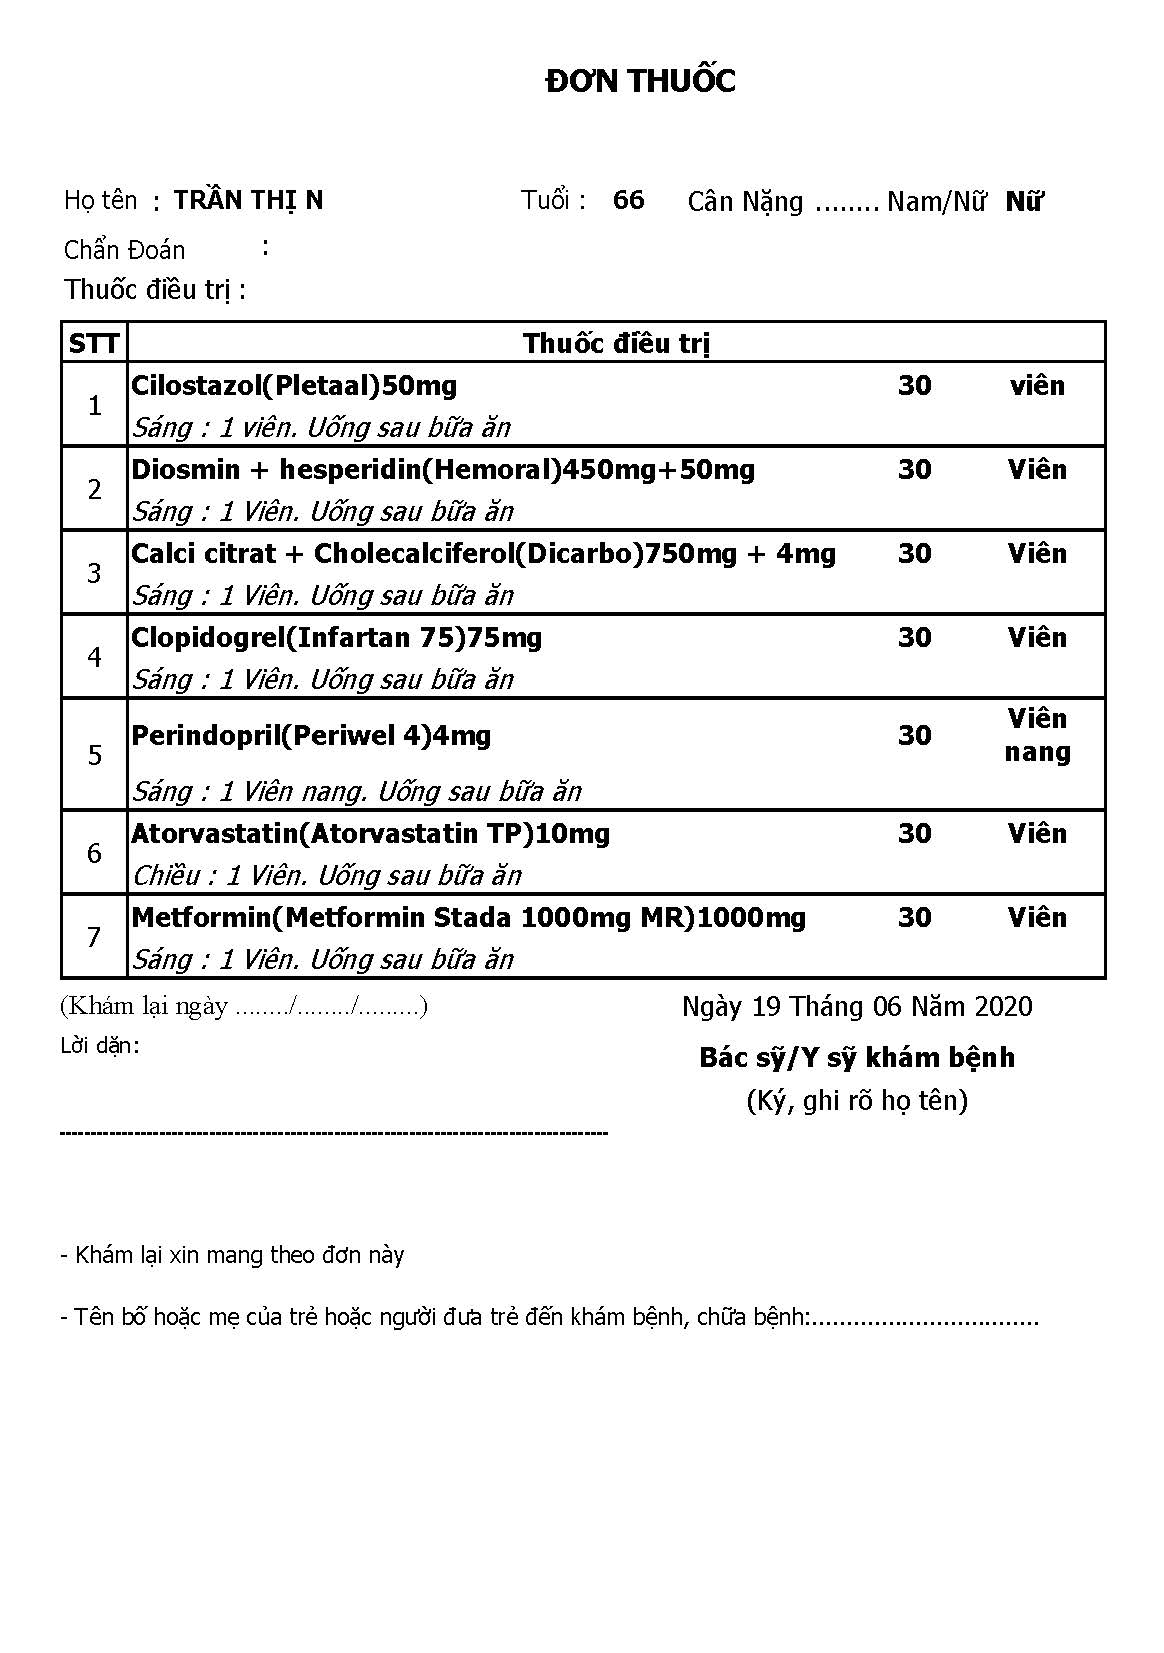 ĐƠN THUỐC
Họ tên : TRẦN THỊ N Tuổi : 66 Cân Nặng ........ Nam/Nữ Nữ
Chẩn Đoán :
Thuốc điều trị :
STT Thuốc điều trị
1 Cilostazol(Pletaal)50mg 30 viên
Sáng : 1 viên. Uống sau bữa ăn
2 Diosmin + hesperidin(Hemoral)450mg+50mg 30 Viên
Sáng : 1 Viên. Uống sau bữa ăn
3 Calci citrat + Cholecalciferol(Dicarbo)750mg + 4mg 30 Viên
Sáng : 1 Viên. Uống sau bữa ăn
4 Clopidogrel(Infartan 75)75mg 30 Viên
Sáng : 1 Viên. Uống sau bữa ăn
5 Perindopril(Periwel 4)4mg 30 Viên nang
Sáng : 1 Viên nang. Uống sau bữa ăn
6 Atorvastatin(Atorvastatin TP)10mg 30 Viên
Chiều : 1 Viên. Uống sau bữa ăn
7 Metformin(Metformin Stada 1000mg MR)1000mg 30 Viên
Sáng : 1 Viên. Uống sau bữa ăn
(Khám lại ngày ......../......../.........) Ngày 19 Tháng 06 Năm 2020
Lời dặn:
Bác sỹ/Y sỹ khám bệnh
(Ký, ghi rõ họ tên)
- Khám lại xin mang theo đơn này
- Tên bố hoặc mẹ của trẻ hoặc người đưa trẻ đến khám bệnh, chữa bệnh:.................................